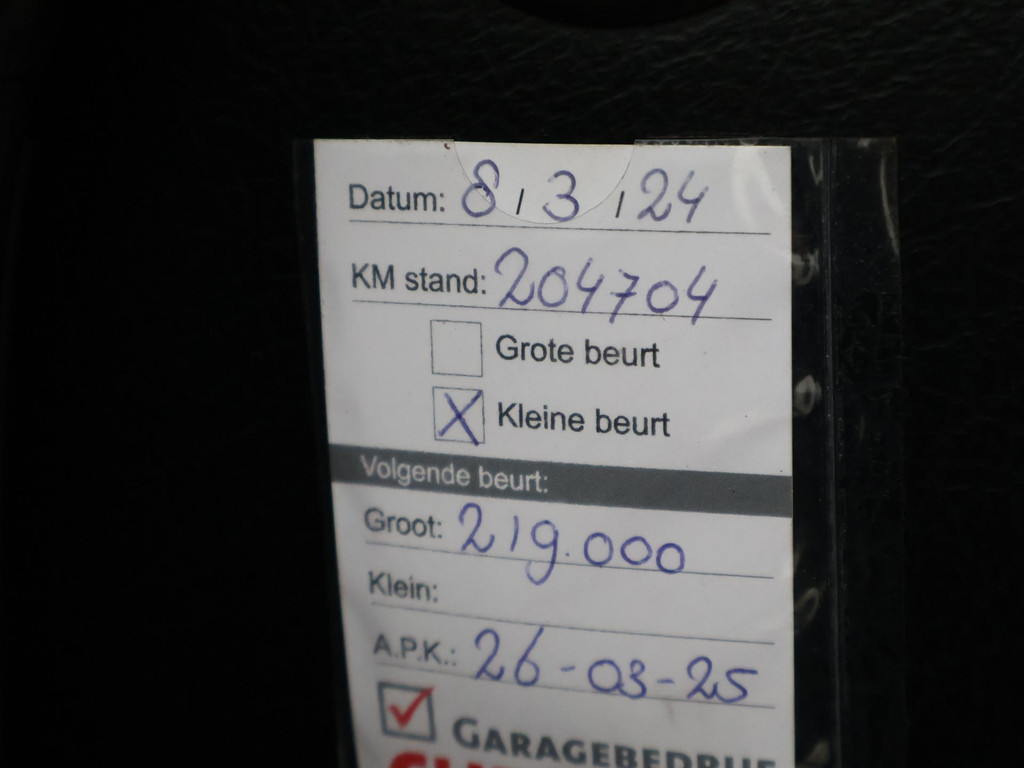 Datum: 8 / 3 / 24
KM stand: 204704
Grote beurt
X Kleine beurt
Volgende beurt:
Groot: 219.000
Klein:
A.P.K.: 26-03-25
GARAGEBEDRIJF